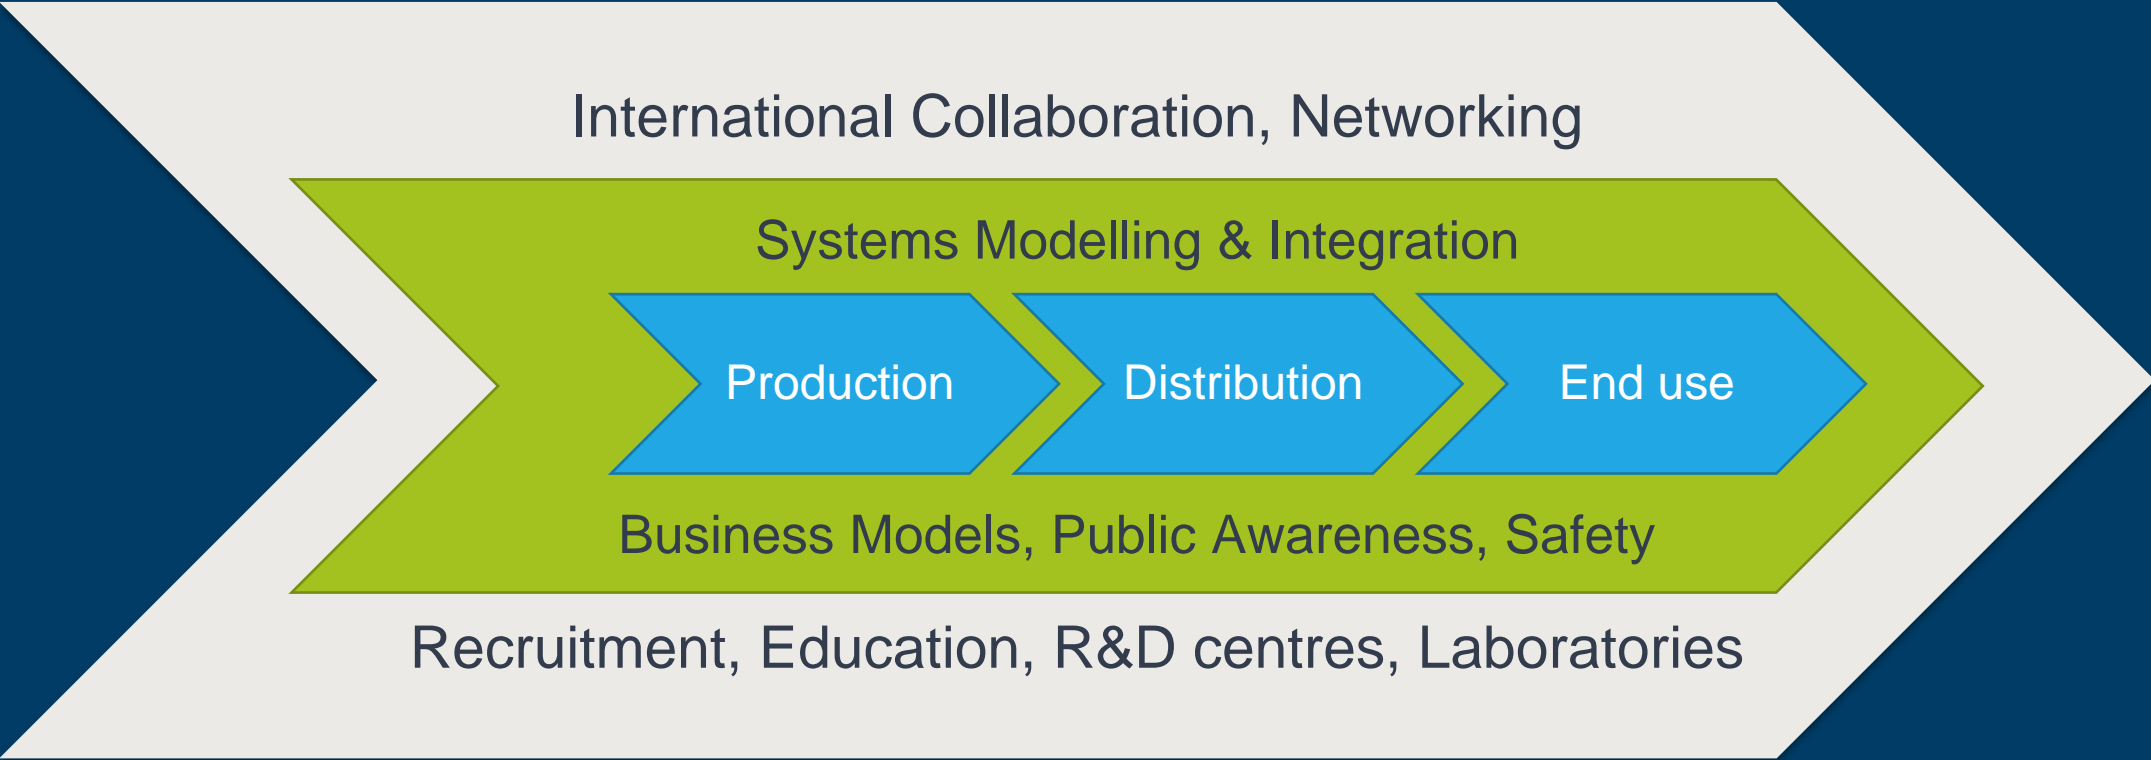 International Collaboration, Networking
Systems Modelling & Integration
Production
Distribution
End use
Business Models, Public Awareness, Safety
Recruitment, Education, R&D centres, Laboratories